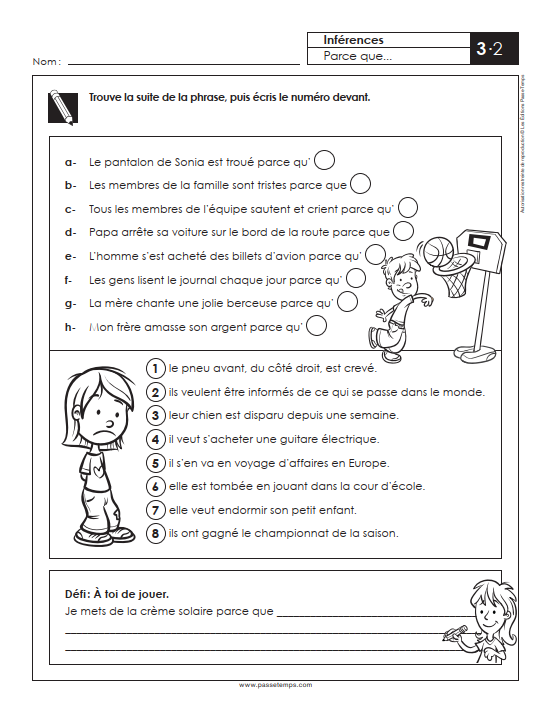 Nom :
Inférences
Parce que...
3·2
Trouve la suite de la phrase, puis écris le numéro devant.
a- Le pantalon de Sonia est troué parce qu'
b- Les membres de la famille sont tristes parce que
c- Tous les membres de l'équipe sautent et crient parce qu'
d- Papa arrête sa voiture sur le bord de la route parce que
e- L'homme s'est acheté des billets d'avion parce qu'
f- Les gens lisent le journal chaque jour parce qu'
g- La mère chante une jolie berceuse parce qu'
h- Mon frère amasse son argent parce qu'
1 le pneu avant, du côté droit, est crevé.
2 ils veulent être informés de ce qui se passe dans le monde.
3 leur chien est disparu depuis une semaine.
4 il veut s'acheter une guitare électrique.
5 il s'en va en voyage d'affaires en Europe.
6 elle est tombée en jouant dans la cour d'école.
7 elle veut endormir son petit enfant.
8 ils ont gagné le championnat de la saison.
Défi : À toi de jouer.
Je mets de la crème solaire parce que
www.passetemps.com